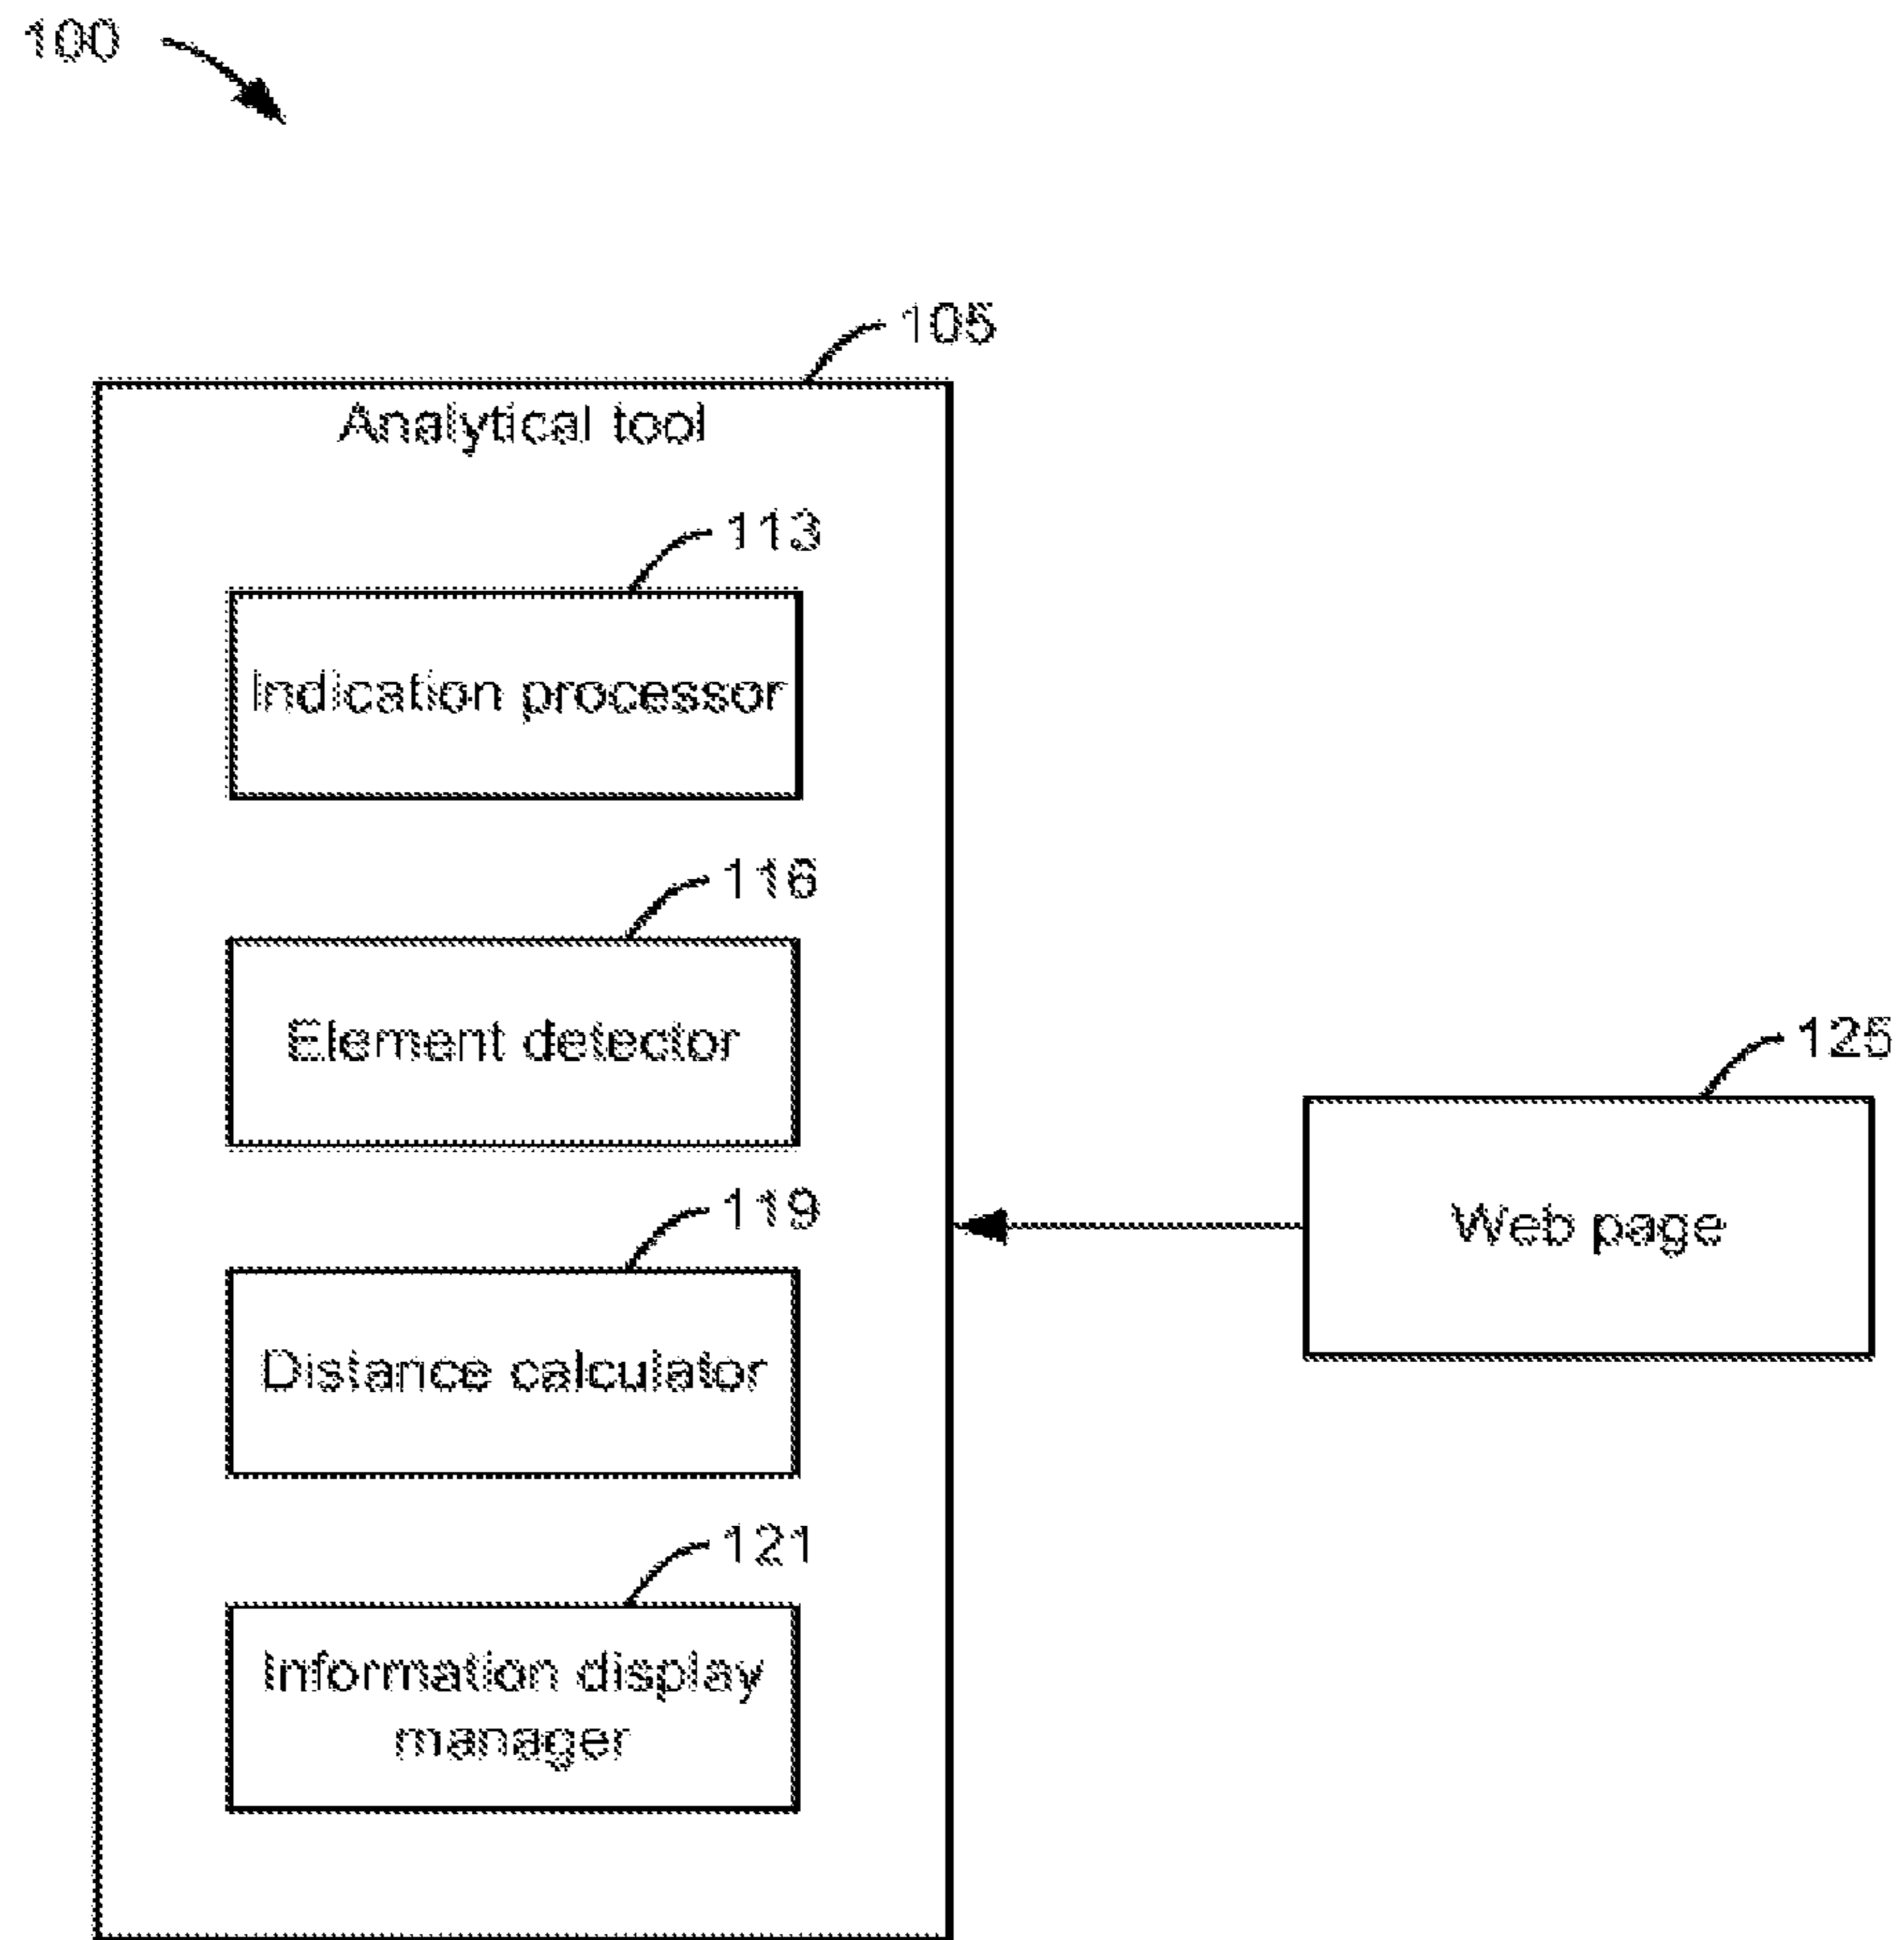 100
105
Analytical tool
113
Indication processor
116
Element detector
125
119
Web page
Distance calculator
121
Information display
manager